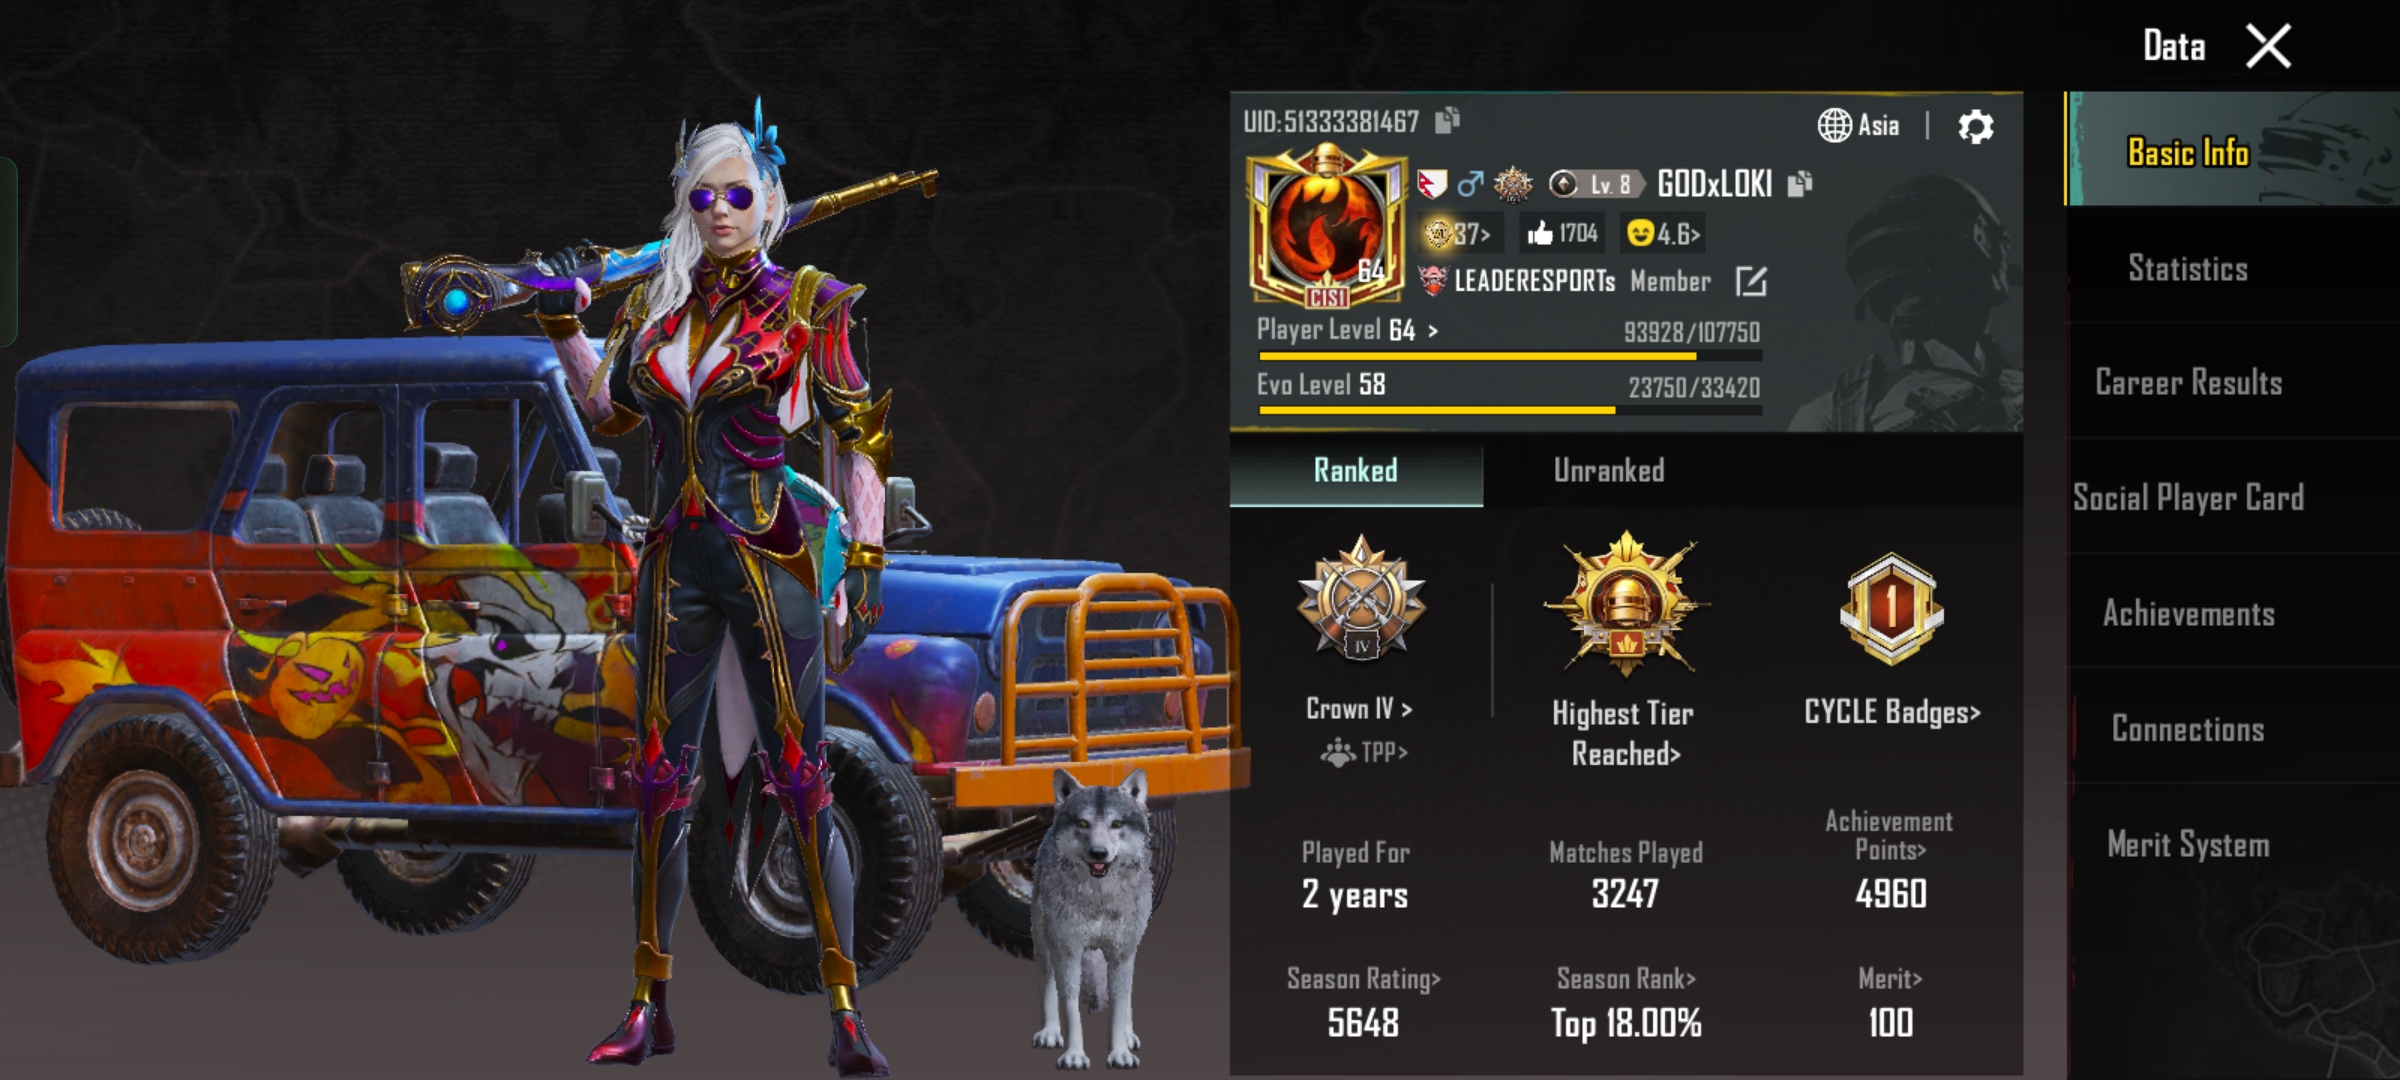 Data
UID:51333381467
Asia
Lv. 8 GODxLOKI
37> 1704 4.6>
64
C1S1
LEADERESPORTs Member
Player Level 64 > 93928/107750
Evo Level 58 23750/33420
Ranked Unranked
IV
1
Crown IV >
TPP>
Highest Tier
Reached>
CYCLE Badges>
Played For
2 years
Matches Played
3247
Achievement
Points>
4960
Season Rating>
5648
Season Rank>
Top 18.00%
Merit>
100
Basic Info
Statistics
Career Results
Social Player Card
Achievements
Connections
Merit System